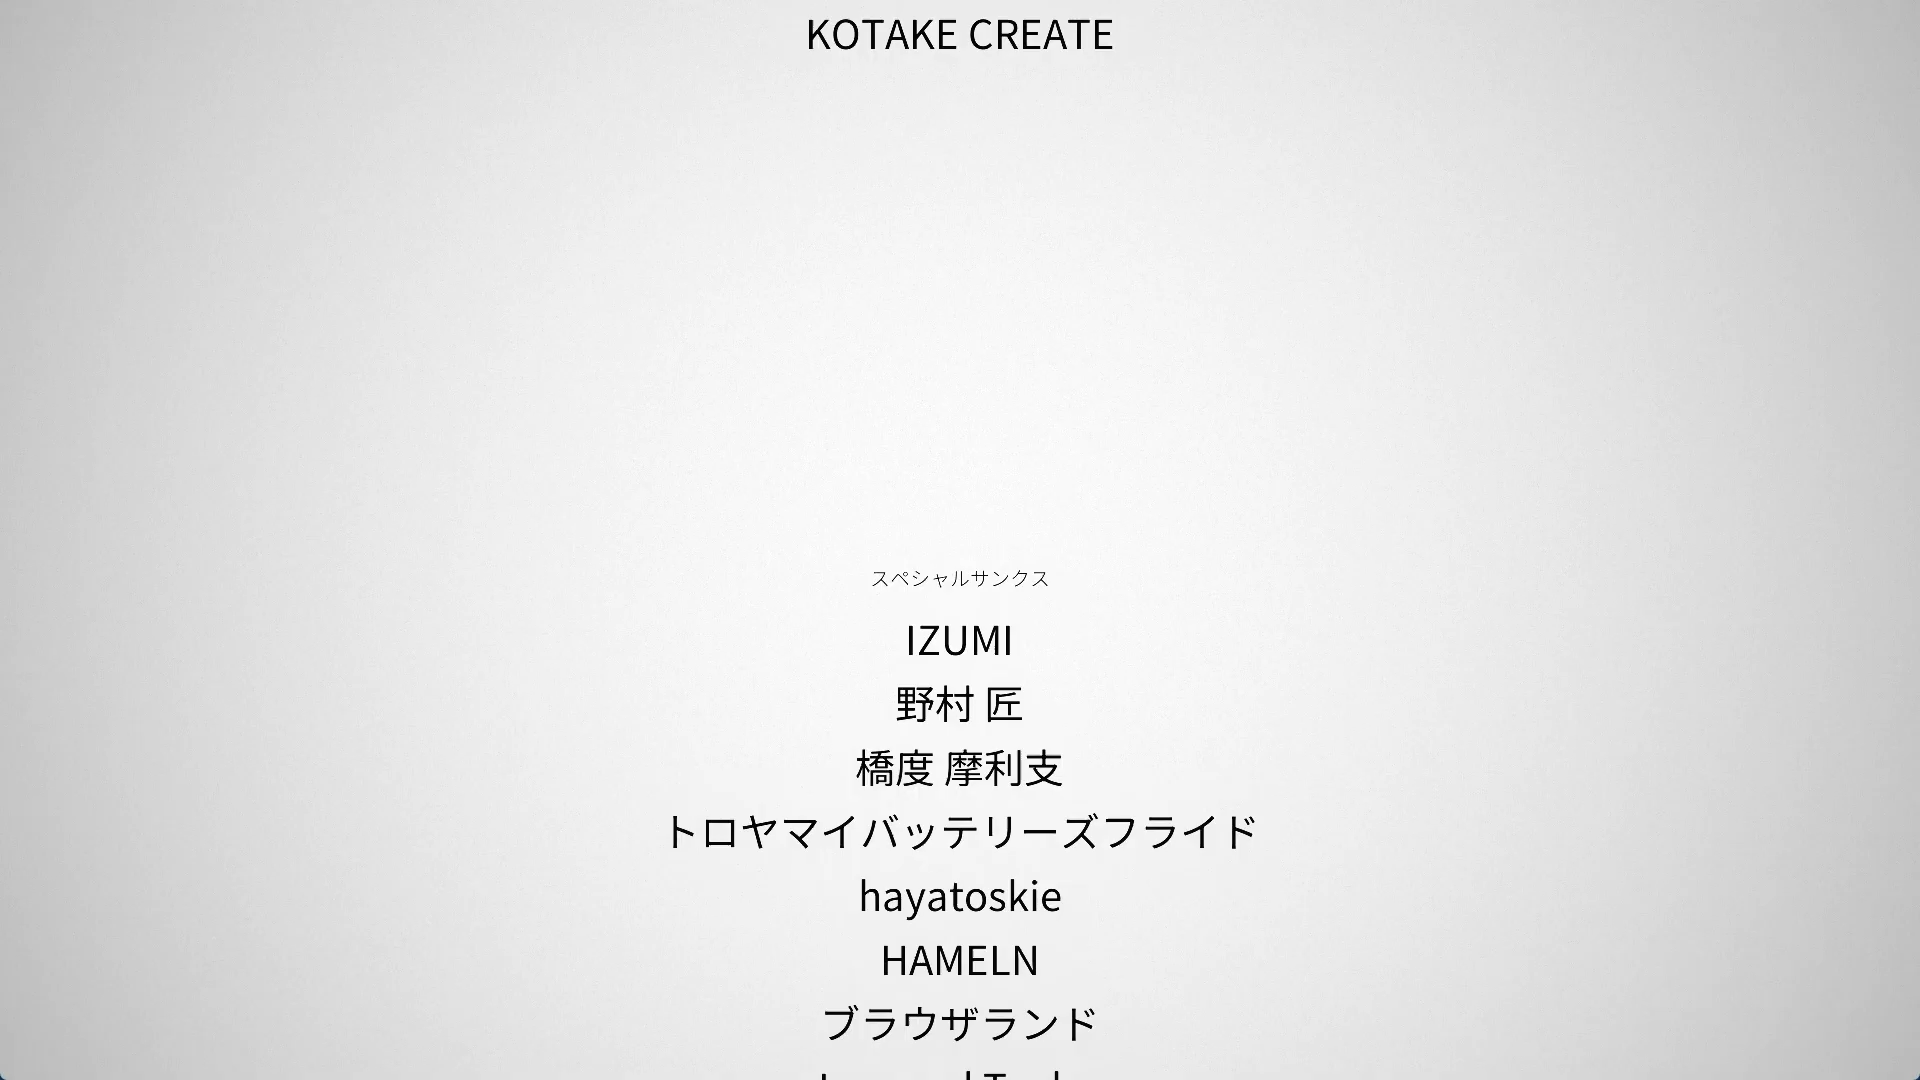 KOTAKE CREATE
スペシャルサンクス
IZUMI
野村 匠
橋度 摩利支
トロヤマイバッテリーズフライド
hayatoskie
HAMELN
ブラウザランド